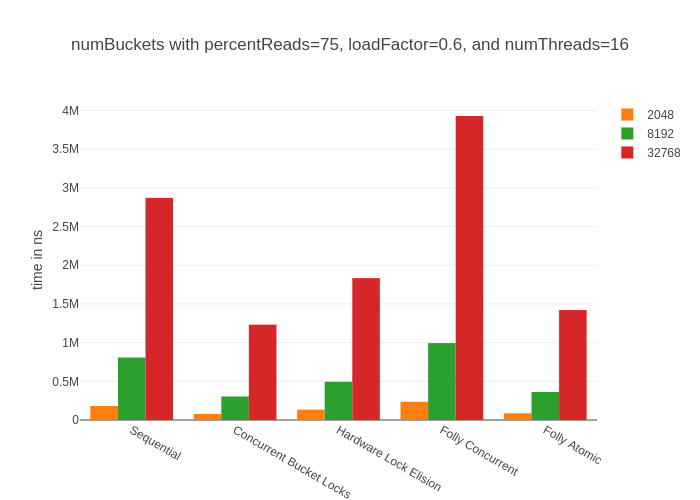 numBuckets with percentReads=75, loadFactor=0.6, and numThreads=16
4M
3.5M
3M
2.5M
2M
1.5M
1M
0.5M
0
time in ns
2048
8192
32768
Sequential
Concurrent Bucket Locks
Hardware Lock Elision
Folly Concurrent
Folly Atomic